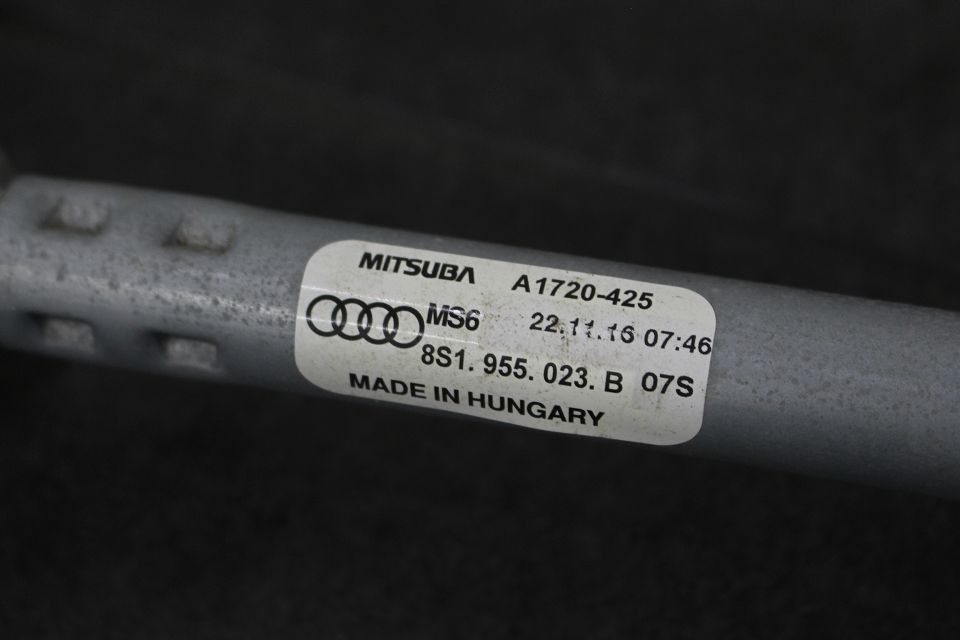 MITSUBA A1720-425
MS6 22.11.16 07:46
8S1. 955. 023. B 07S
MADE IN HUNGARY